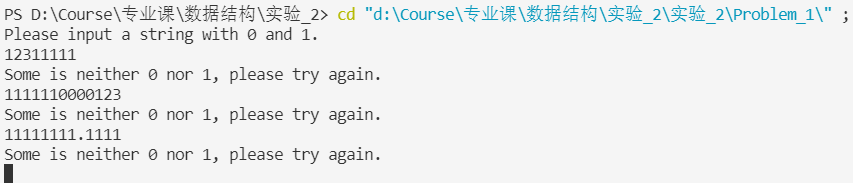 PS D:\Course\专业课\数据结构\实验_2> cd "d:\Course\专业课\数据结构\实验_2\实验_2\Problem_1\" ;
Please input a string with 0 and 1.
12311111
Some is neither 0 nor 1, please try again.
1111110000123
Some is neither 0 nor 1, please try again.
11111111.1111
Some is neither 0 nor 1, please try again.